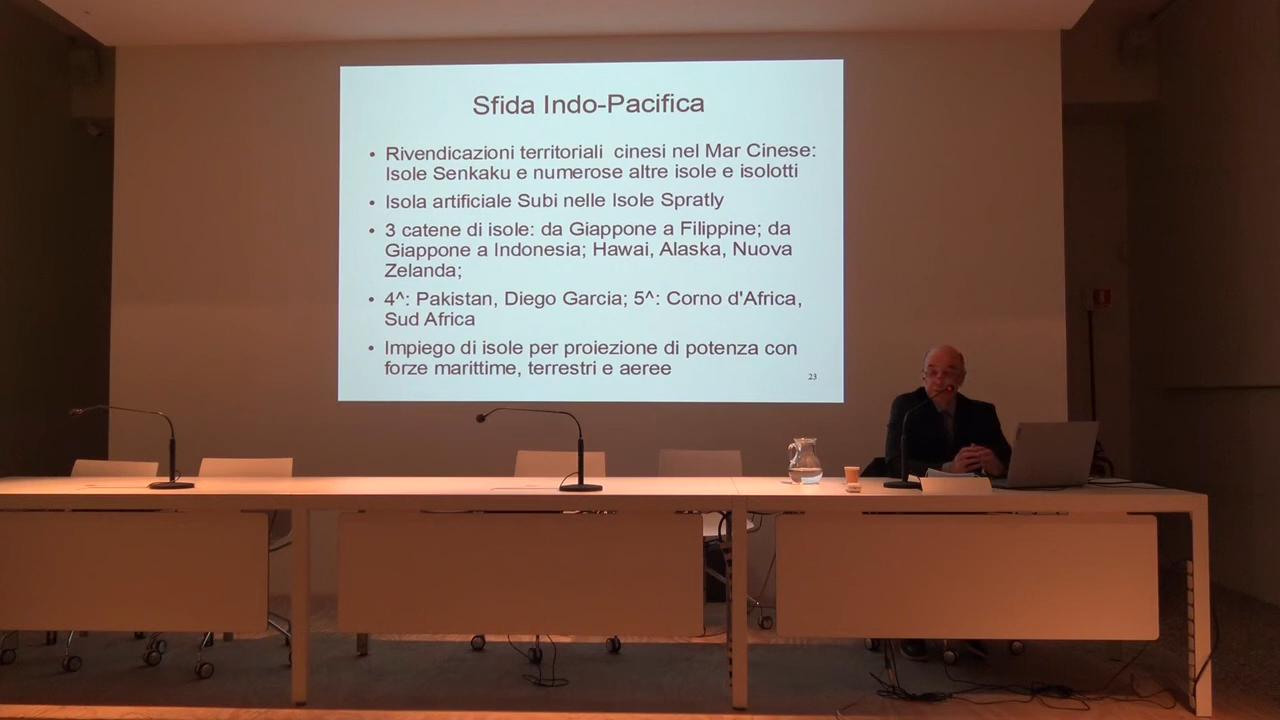 Sfida Indo-Pacifica
• Rivendicazioni territoriali cinesi nel Mar Cinese:
Isole Senkaku e numerose altre isole e isolotti
• Isola artificiale Subi nelle Isole Spratly
• 3 catene di isole: da Giappone a Filippine; da
Giappone a Indonesia; Hawai, Alaska, Nuova
Zelanda;
• 4^: Pakistan, Diego Garcia; 5^: Corno d'Africa,
Sud Africa
• Impiego di isole per proiezione di potenza con
forze marittime, terrestri e aeree
23